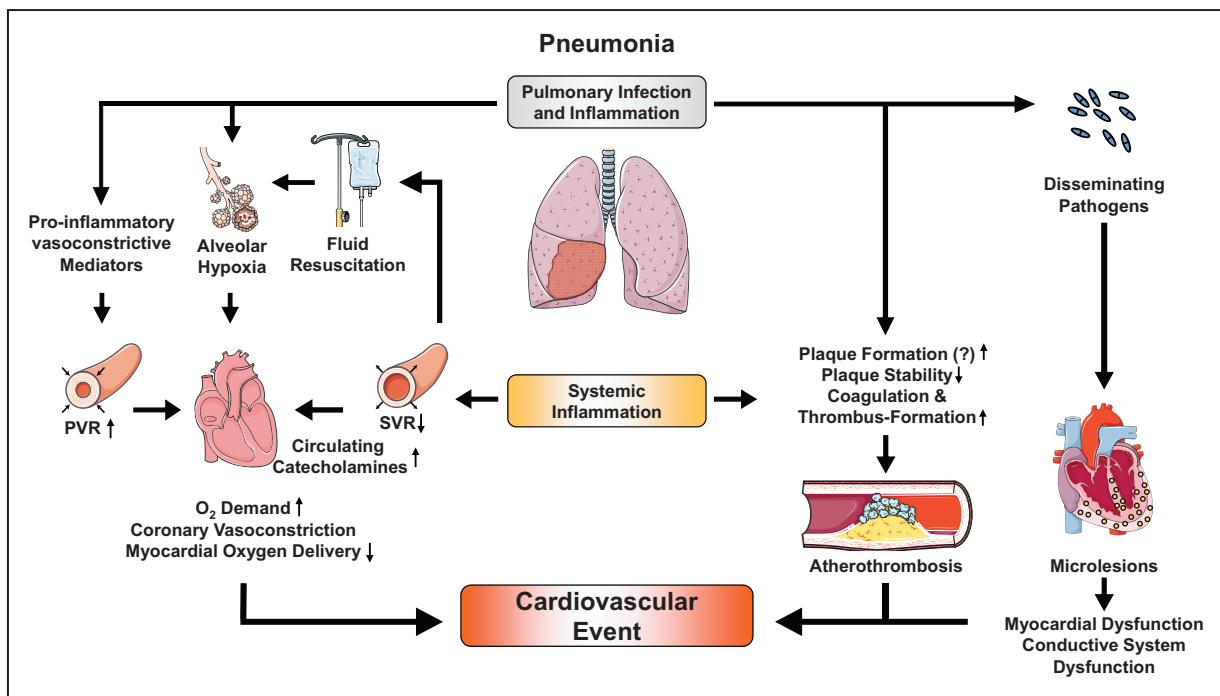 Pneumonia
Pulmonary Infection
and Inflammation
Disseminating
Pathogens
Pro-inflammatory
vasoconstrictive
Mediators
Alveolar
Hypoxia
Fluid
Resuscitation
PVR
SVR
Circulating
Catecholamines
Systemic
Inflammation
Plaque Formation (?)
Plaque Stability
Coagulation &
Thrombus-Formation
O₂ Demand
Coronary Vasoconstriction
Myocardial Oxygen Delivery
Atherothrombosis
Microlesions
Cardiovascular
Event
Myocardial Dysfunction
Conductive System
Dysfunction